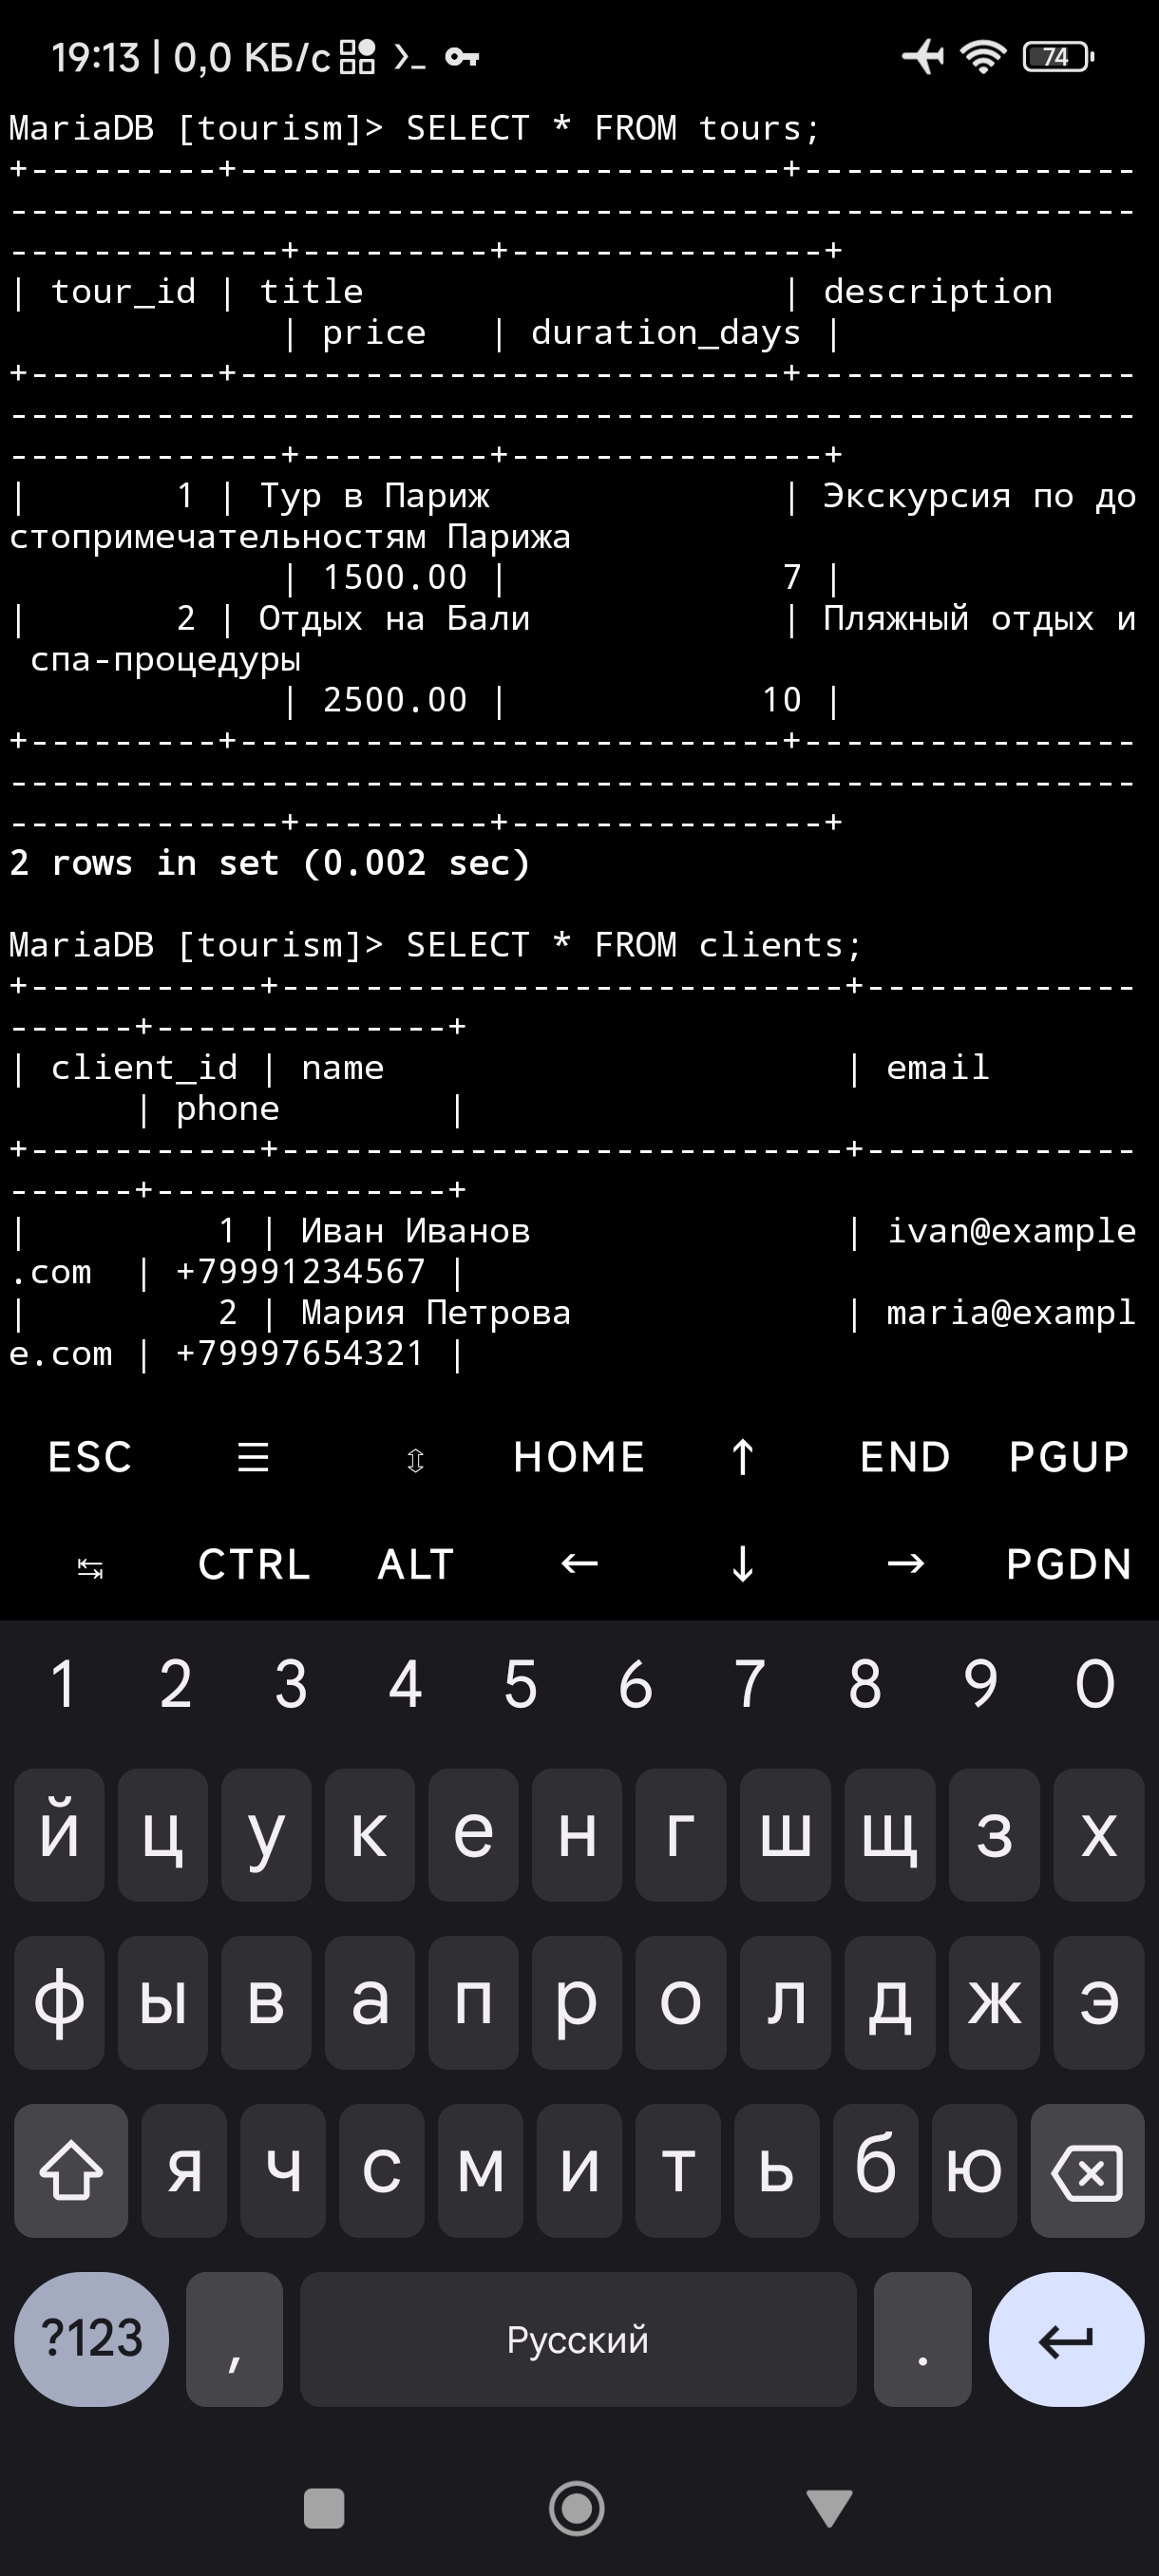 19:13 | 0,0 КБ/с
74
MariaDB [tourism]> SELECT * FROM tours;
+---------+--------------------------+----------------
------------------------------------------------------
--------------+---------+---------------+
| tour_id | title                    | description
             | price   | duration_days |
+---------+--------------------------+----------------
------------------------------------------------------
--------------+---------+---------------+
|       1 | Тур в Париж              | Экскурсия по до
стопримечательностям Парижа
             | 1500.00 |             7 |
|       2 | Отдых на Бали            | Пляжный отдых и
 спа-процедуры
             | 2500.00 |            10 |
+---------+--------------------------+----------------
------------------------------------------------------
--------------+---------+---------------+
2 rows in set (0.002 sec)
MariaDB [tourism]> SELECT * FROM clients;
+-----------+---------------------------+-------------
------+--------------+
| client_id | name                      | email
      | phone        |
+-----------+---------------------------+-------------
------+--------------+
|         1 | Иван Иванов               | ivan@example
.com  | +79991234567 |
|         2 | Мария Петрова             | maria@exampl
e.com | +79997654321 |
ESC ☰ ⇳ HOME ↑ END PGUP
↹ CTRL ALT ← ↓ → PGDN
1 2 3 4 5 6 7 8 9 0
й ц у к е н г ш щ з х
ф ы в а п р о л д ж э
я ч с м и т ь б ю
?123 , Русский .